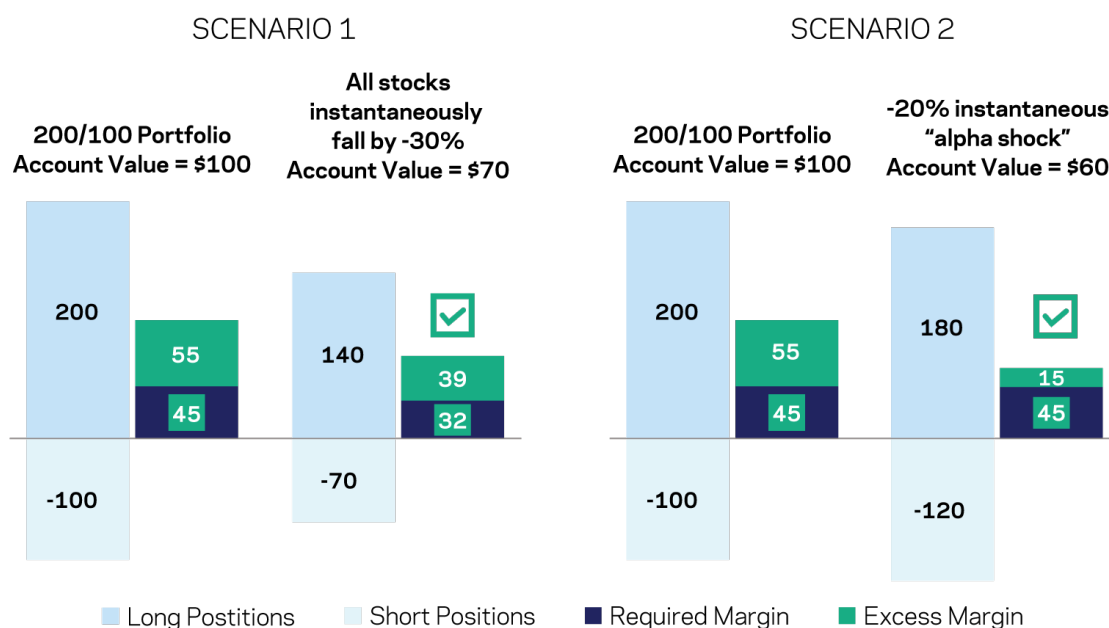 SCENARIO 1
200/100 Portfolio
Account Value = $100
All stocks
instantaneously
fall by -30%
Account Value = $70
200
55
45
-100
140
39
32
-70
SCENARIO 2
200/100 Portfolio
Account Value = $100
-20% instantaneous
“alpha shock”
Account Value = $60
200
55
45
-100
180
15
45
-120
Long Postitions
Short Positions
Required Margin
Excess Margin